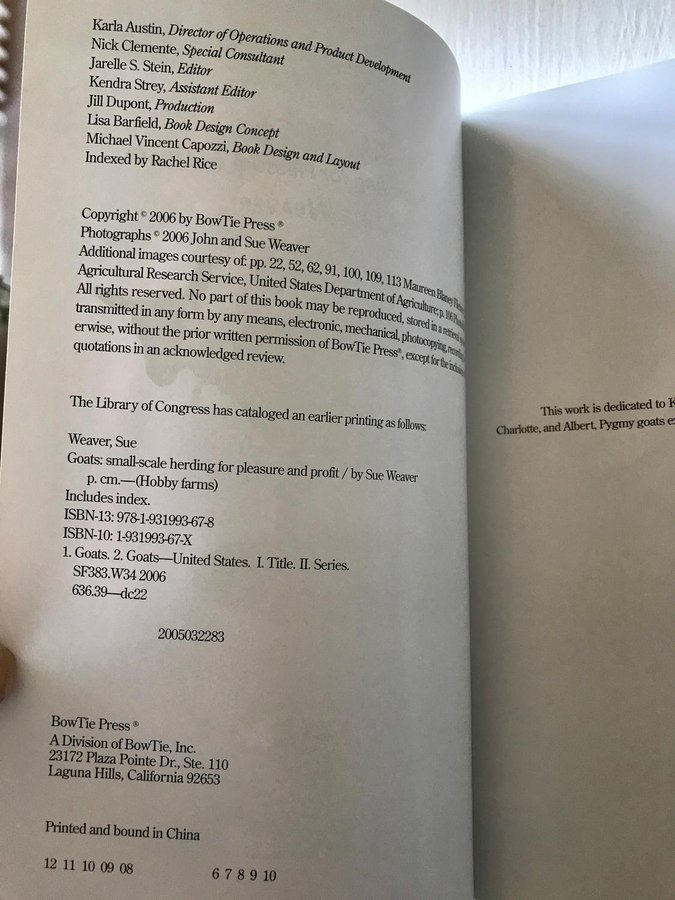 Karla Austin, Director of Operations and Product Development
Nick Clemente, Special Consultant
Jarelle S. Stein, Editor
Kendra Strey, Assistant Editor
Jill Dupont, Production
Lisa Barfield, Book Design Concept
Michael Vincent Capozzi, Book Design and Layout
Indexed by Rachel Rice
Copyright © 2006 by BowTie Press ®
Photographs © 2006 John and Sue Weaver
Additional images courtesy of: pp. 22, 52, 62, 91, 100, 109, 113 Maureen Blaney
Agricultural Research Service, United States Department of Agriculture; p. 106
All rights reserved. No part of this book may be reproduced, stored in a retrieval
transmitted in any form by any means, electronic, mechanical, photocopying, recording
erwise, without the prior written permission of BowTie Press®, except for the
quotations in an acknowledged review.
The Library of Congress has cataloged an earlier printing as follows:
Weaver, Sue
Goats: small-scale herding for pleasure and profit / by Sue Weaver
p. cm.—(Hobby farms)
Includes index.
ISBN-13: 978-1-931993-67-8
ISBN-10: 1-931993-67-X
1. Goats. 2. Goats—United States. I. Title. II. Series.
SF383.W34 2006
636.39—dc22
2005032283
BowTie Press ®
A Division of BowTie, Inc.
23172 Plaza Pointe Dr., Ste. 110
Laguna Hills, California 92653
Printed and bound in China
12 11 10 09 08 6 7 8 9 10
This work is dedicated to
Charlotte, and Albert, Pygmy goats